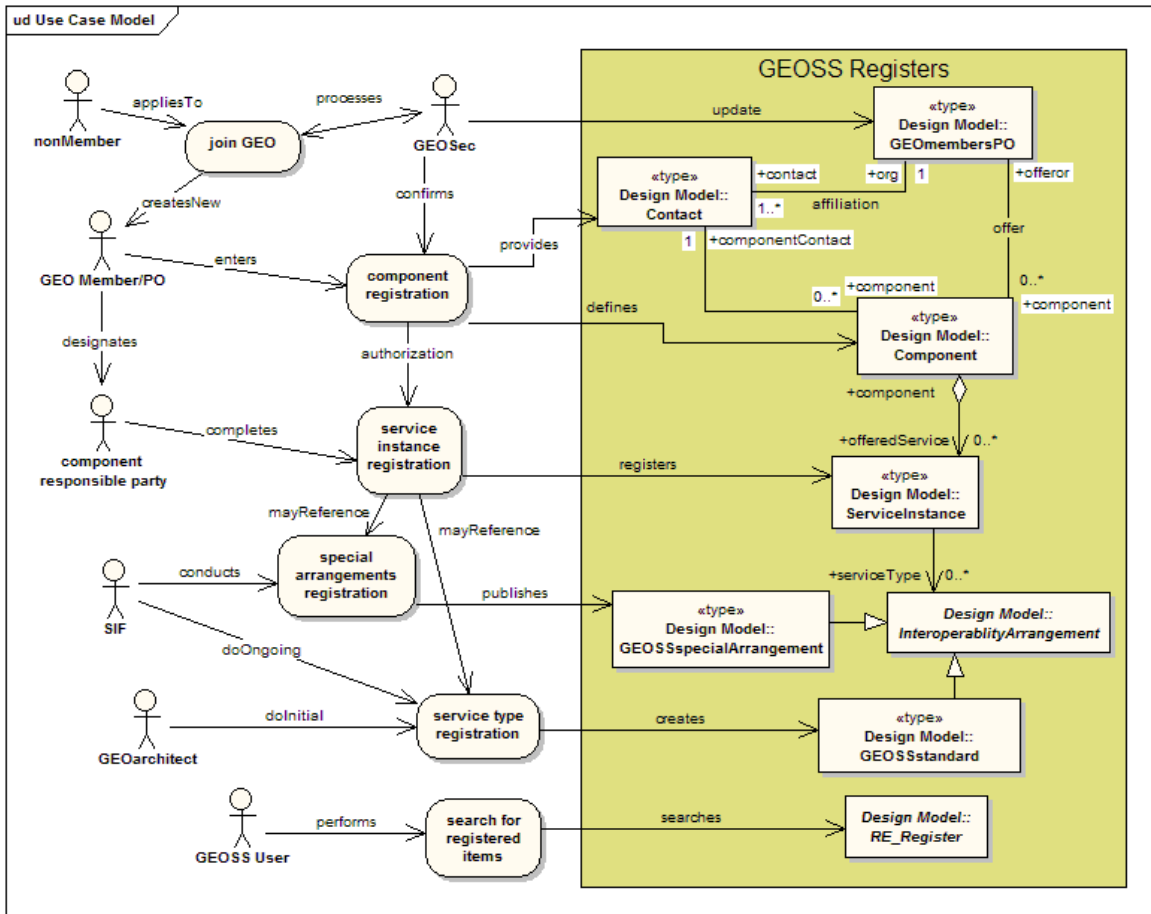 ud Use Case Model
GEOSS Registers
nonMember
appliesTo
join GEO
processes
GEOSec
update
«type»
Design Model::
GEOmembersPO
createsNew
confirms
«type»
Design Model::
Contact
+contact
1..*
affiliation
+org
1
+offeror
offer
0..*
+component
GEO Member/PO
enters
component
registration
provides
1
+componentContact
0..*
+component
defines
«type»
Design Model::
Component
designates
authorization
+component
+offeredService
0..*
component
responsible party
completes
service
instance
registration
registers
«type»
Design Model::
ServiceInstance
mayReference
mayReference
+serviceType
0..*
SIF
conducts
special
arrangements
registration
publishes
«type»
Design Model::
GEOSSspecialArrangement
Design Model::
InteroperablityArrangement
doOngoing
GEOarchitect
doInitial
service type
registration
creates
«type»
Design Model::
GEOSSstandard
GEOSS User
performs
search for
registered
items
searches
Design Model::
RE_Register